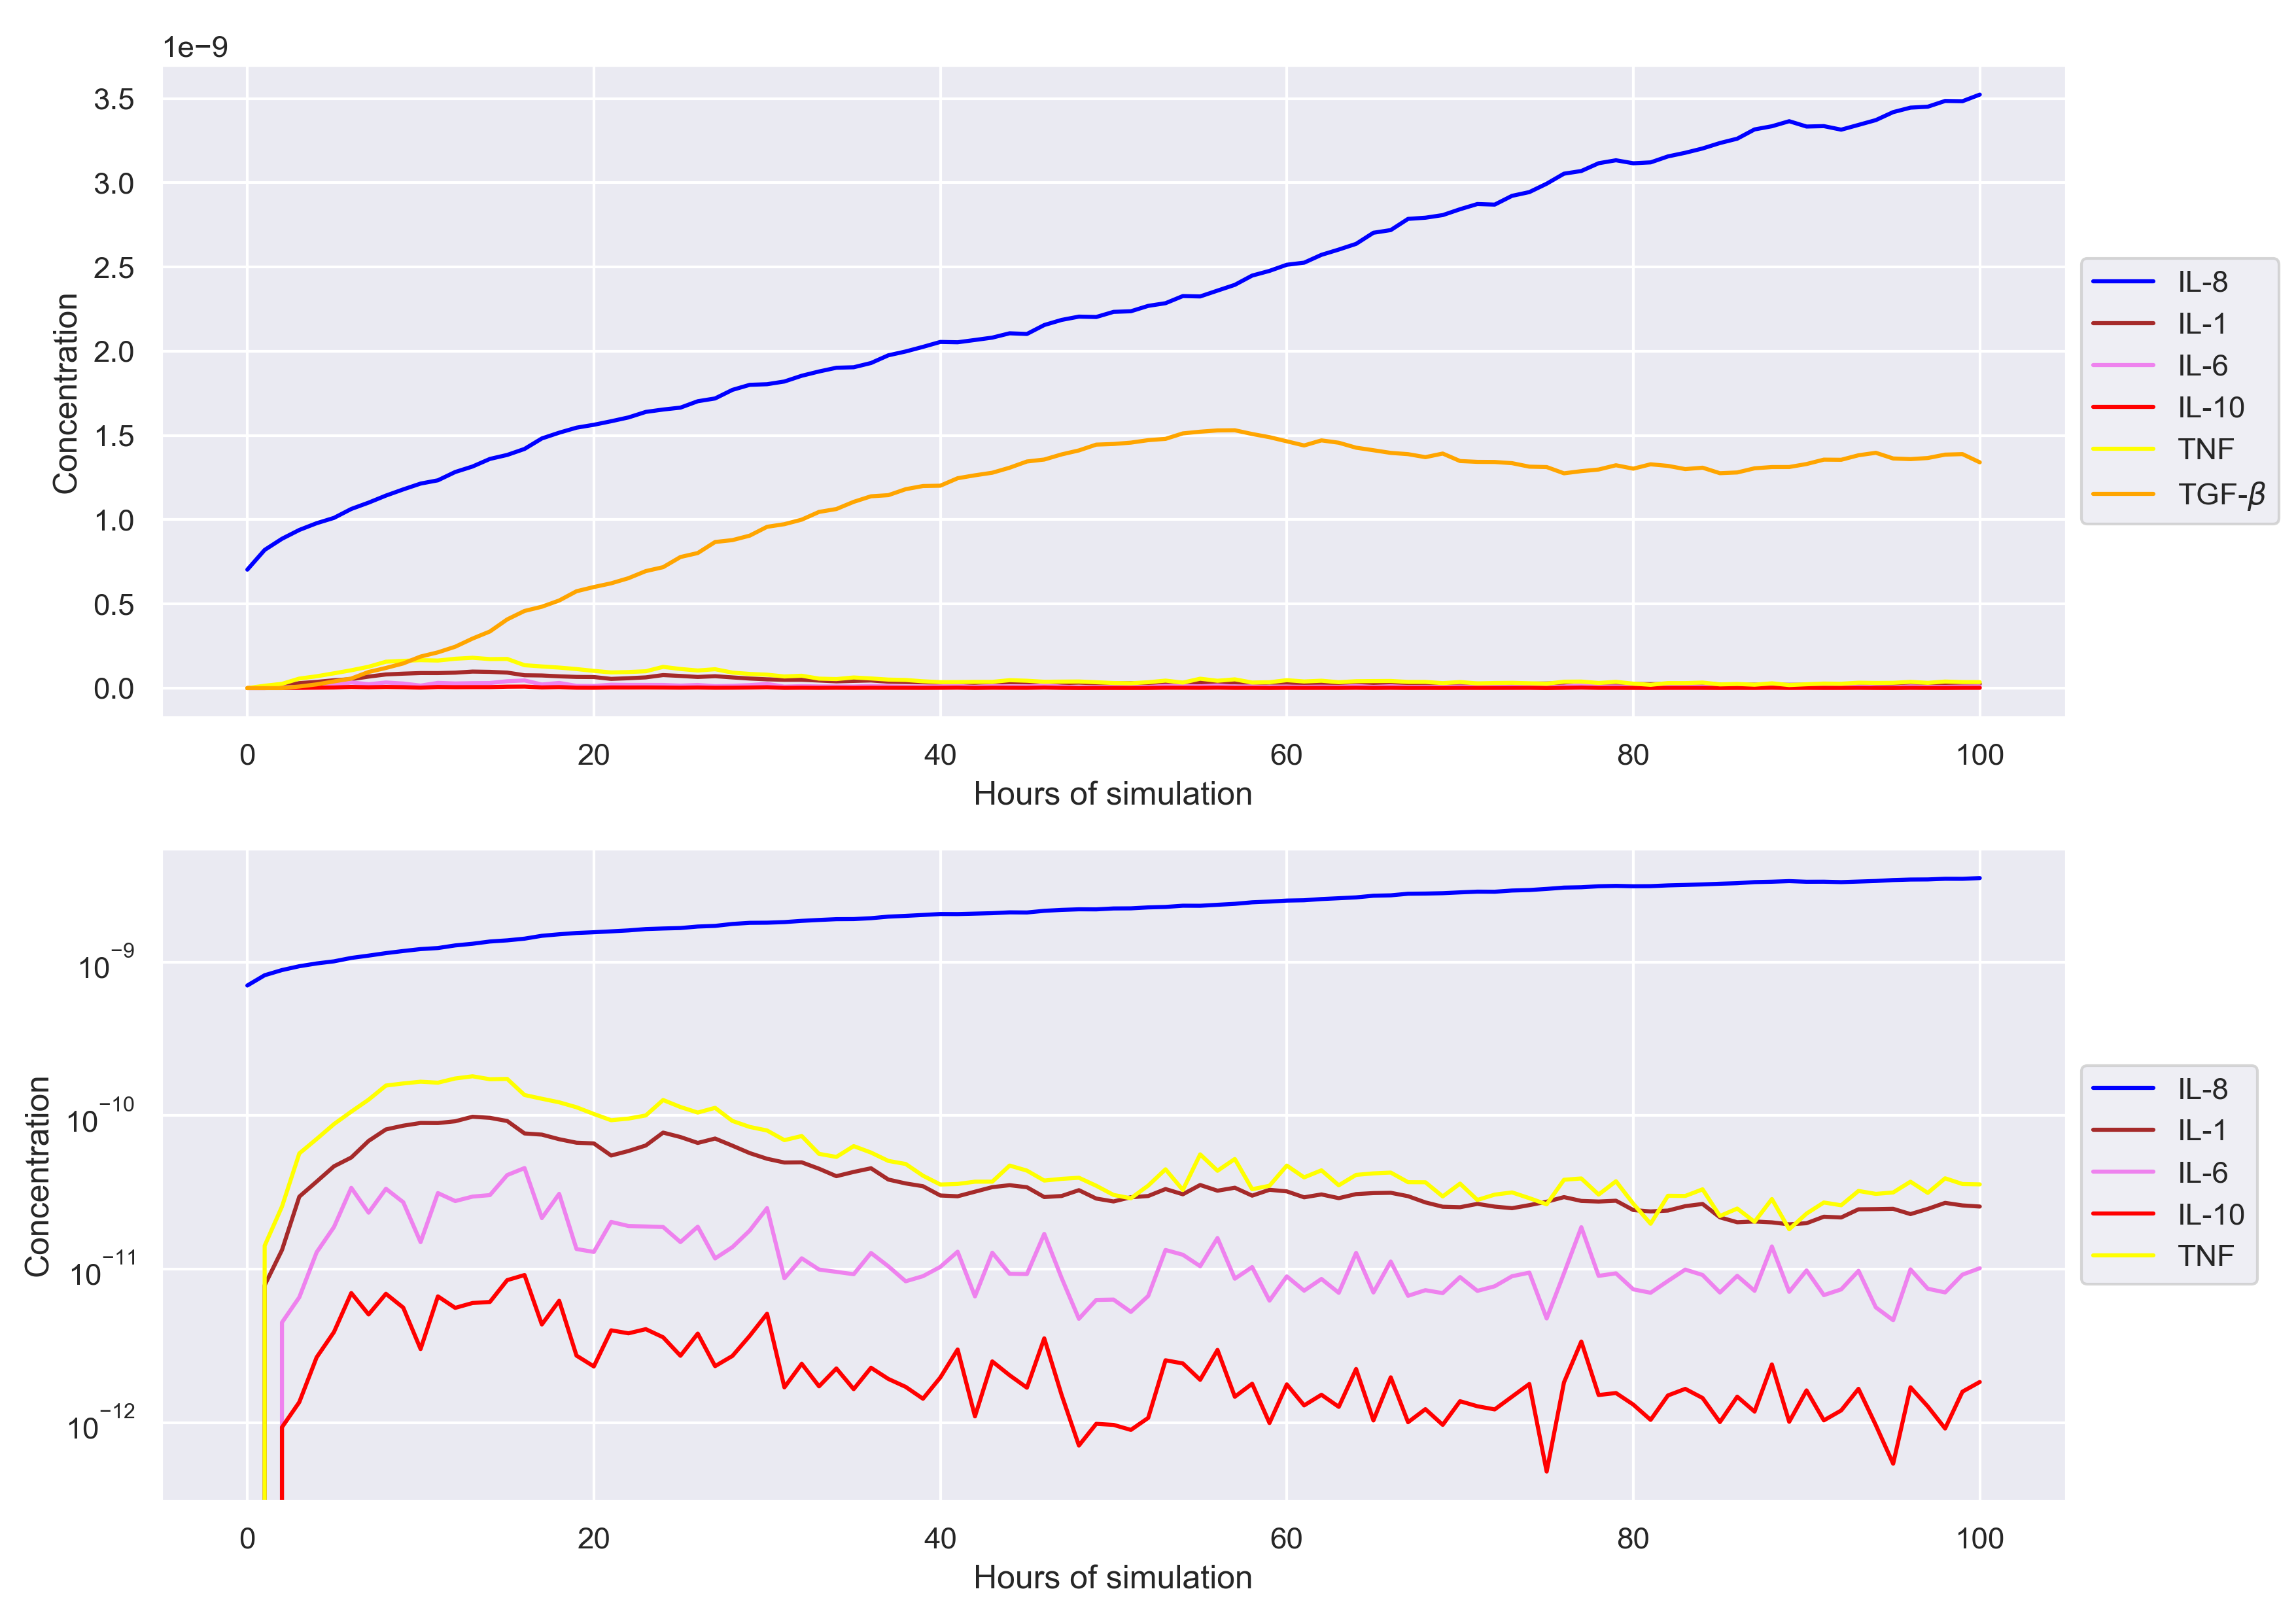 1e−9
3.5
3.0
2.5
2.0
1.5
1.0
0.5
0.0
Concentration
0
20
40
60
80
100
Hours of simulation
IL-8
IL-1
IL-6
IL-10
TNF
TGF-β
10⁻⁹
10⁻¹⁰
10⁻¹¹
10⁻¹²
Concentration
0
20
40
60
80
100
Hours of simulation
IL-8
IL-1
IL-6
IL-10
TNF